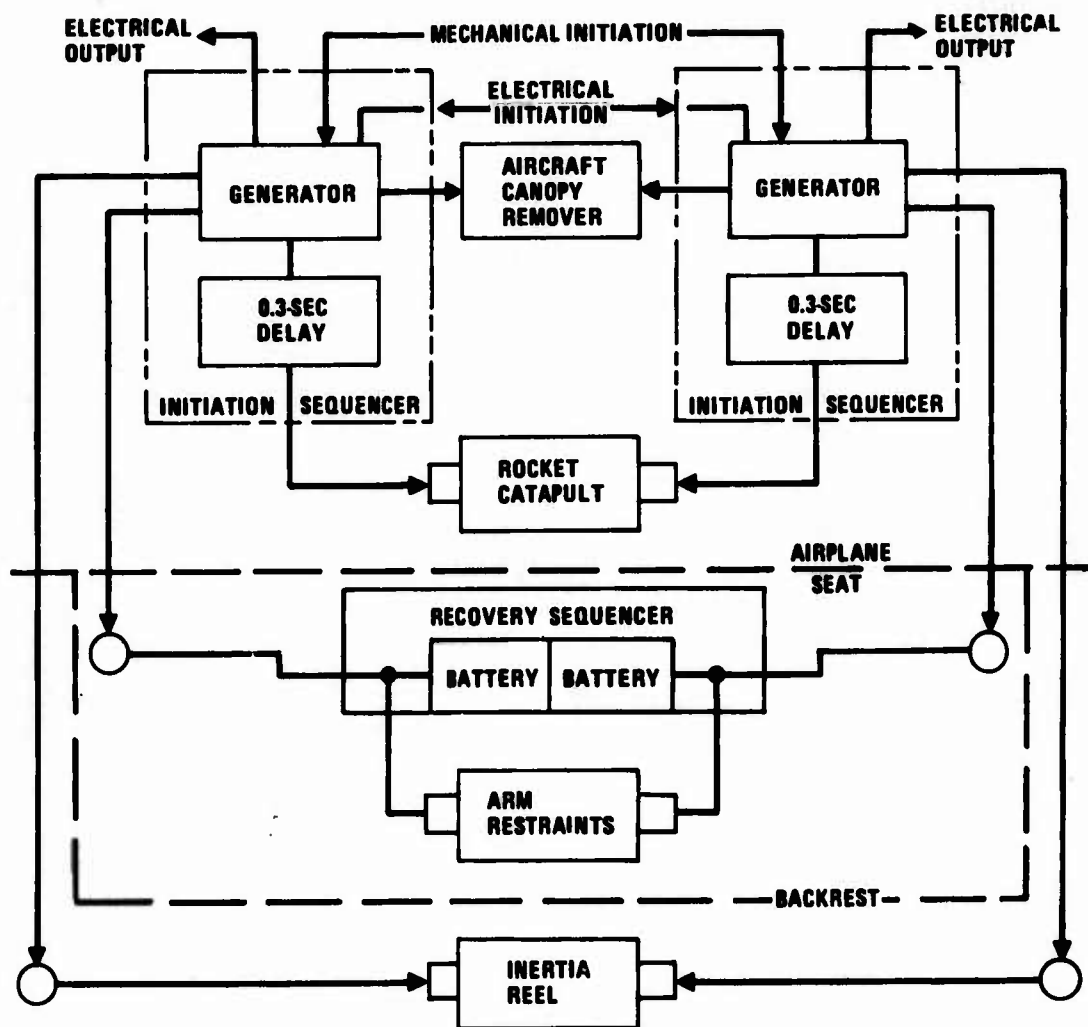 ELECTRICAL
OUTPUT
MECHANICAL INITIATION
ELECTRICAL
OUTPUT
ELECTRICAL
INITIATION
GENERATOR
AIRCRAFT
CANOPY
REMOVER
GENERATOR
0.3-SEC
DELAY
0.3-SEC
DELAY
INITIATION SEQUENCER
INITIATION SEQUENCER
ROCKET
CATAPULT
AIRPLANE
SEAT
RECOVERY SEQUENCER
BATTERY
BATTERY
ARM
RESTRAINTS
BACKREST
INERTIA
REEL